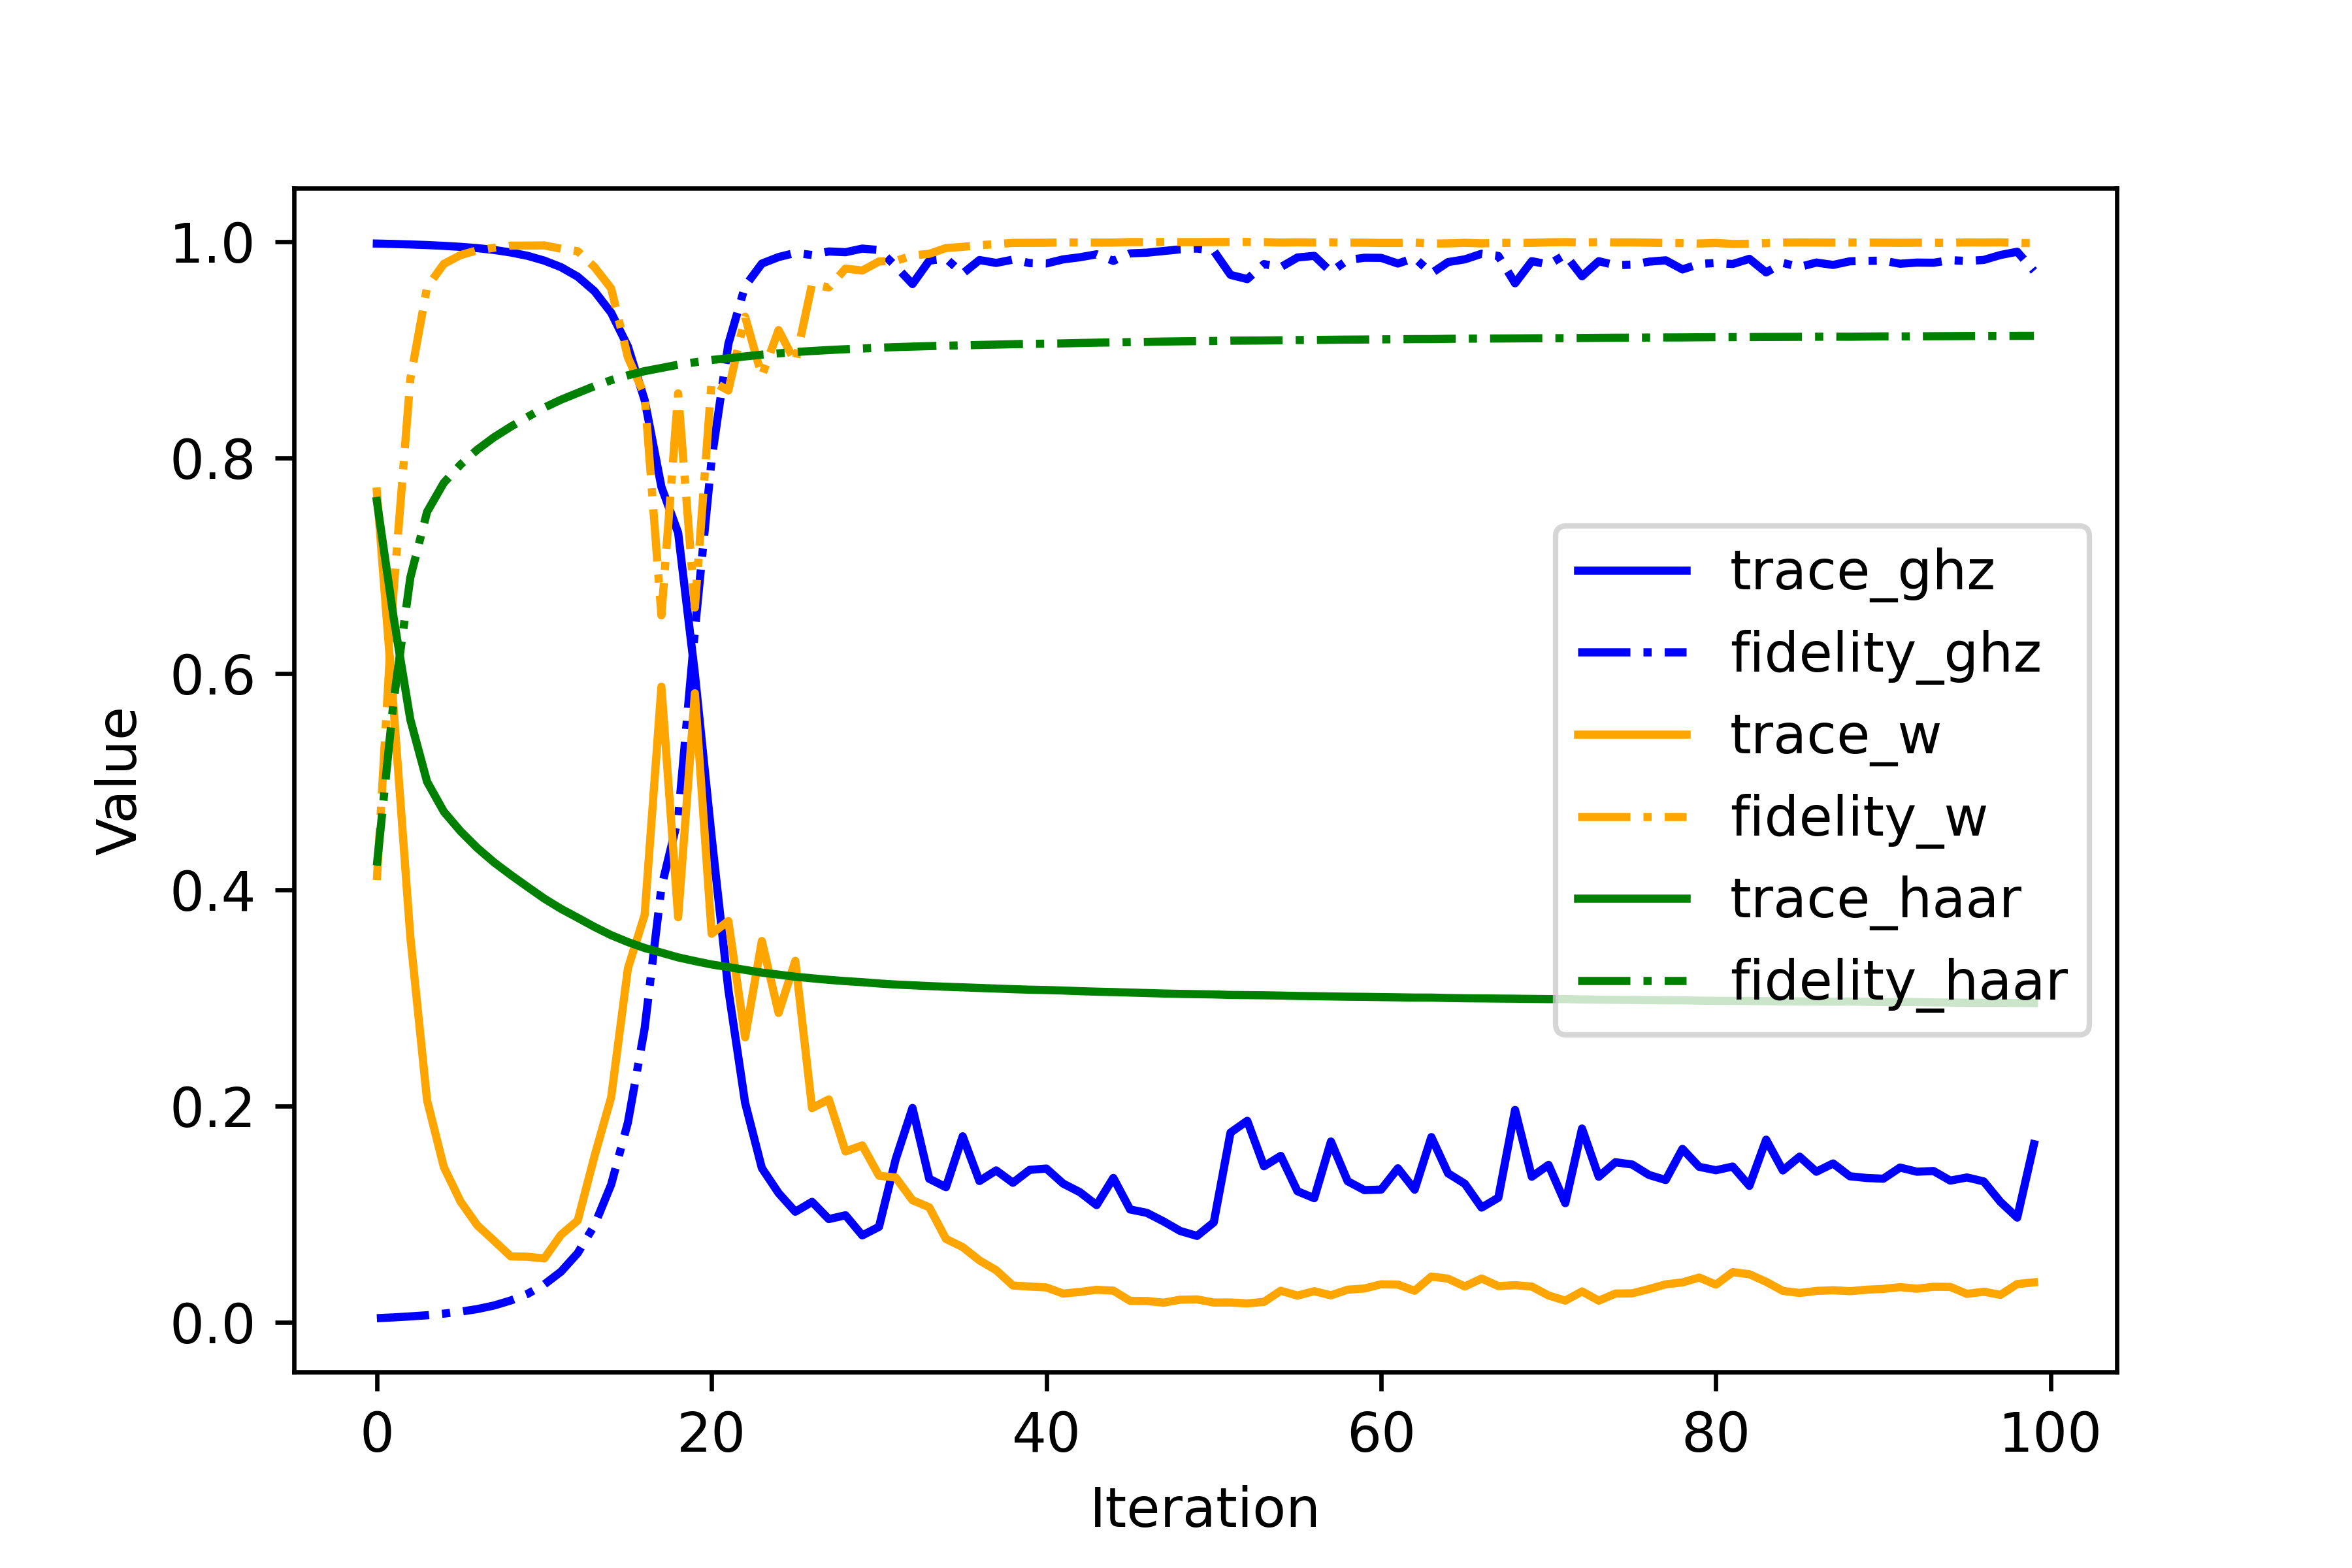 1.0
0.8
0.6
0.4
0.2
0.0
Value
trace_ghz
fidelity_ghz
trace_w
fidelity_w
trace_haar
fidelity_haar
0 20 40 60 80 100
Iteration